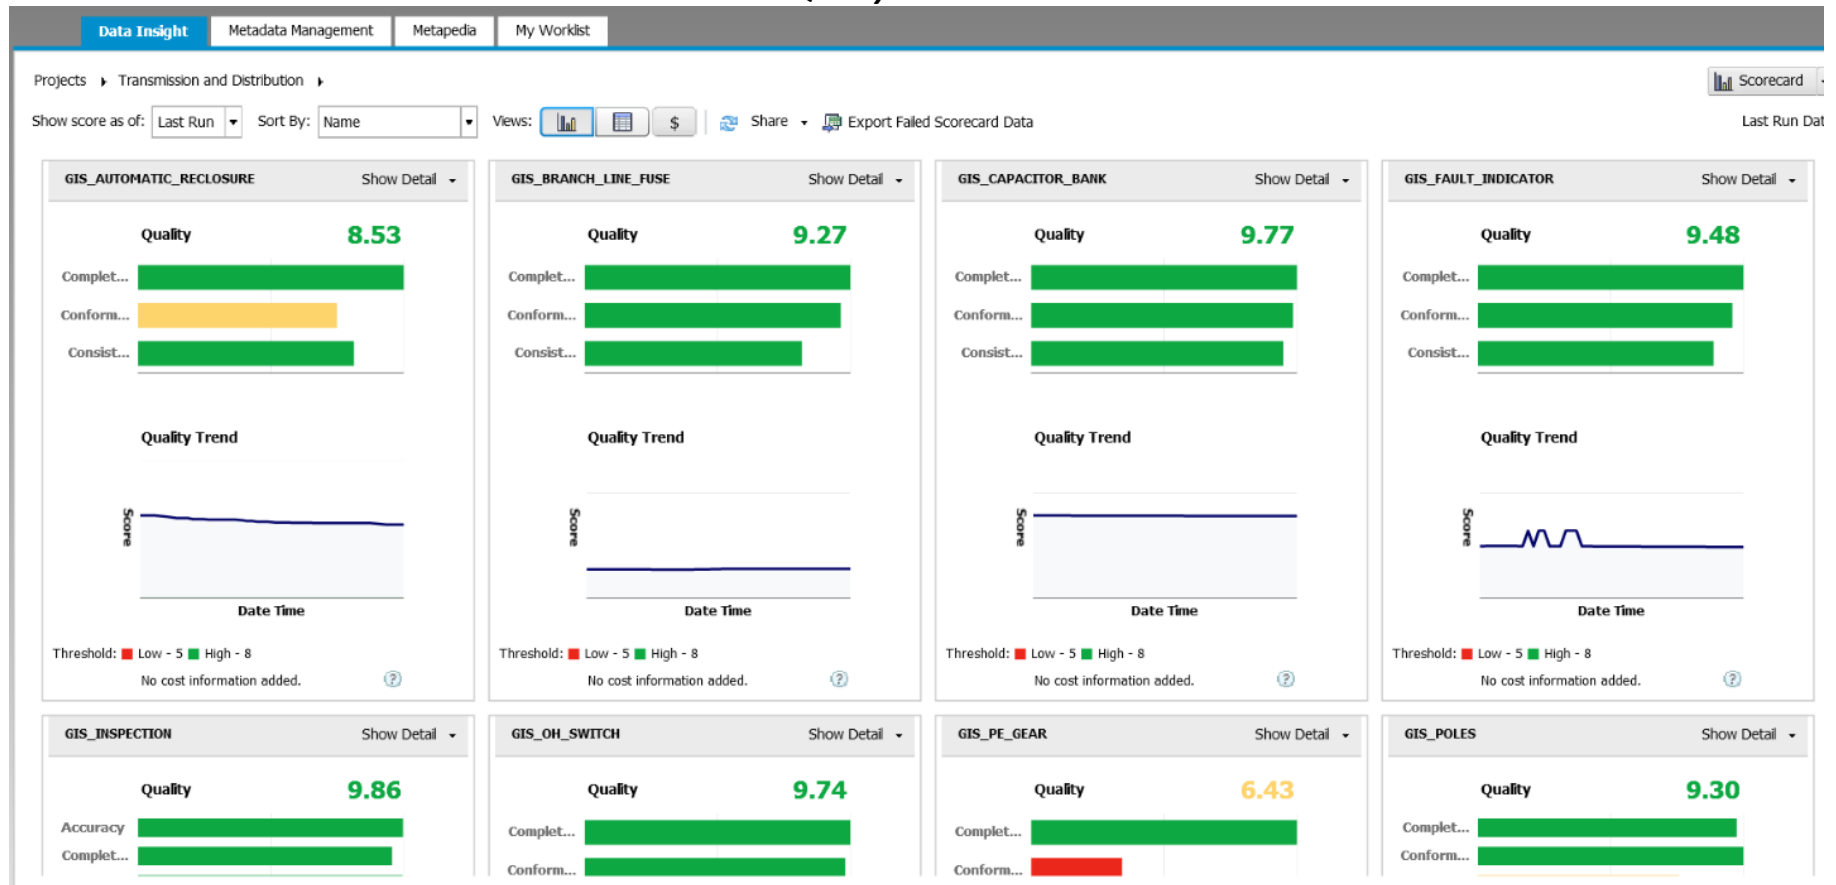 Data Insight Metadata Management Metapedia My Worklist
Projects Transmission and Distribution Scorecard
Show score as of: Last Run Sort By: Name Views: $ Share Export Failed Scorecard Data Last Run Dat
GIS_AUTOMATIC_RECLOSURE Show Detail
Quality 8.53
Complet...
Conform...
Consist...
Quality Trend
Score
Date Time
Threshold: Low - 5 High - 8
No cost information added. ?
GIS_BRANCH_LINE_FUSE Show Detail
Quality 9.27
Complet...
Conform...
Consist...
Quality Trend
Score
Date Time
Threshold: Low - 5 High - 8
No cost information added. ?
GIS_CAPACITOR_BANK Show Detail
Quality 9.77
Complet...
Conform...
Consist...
Quality Trend
Score
Date Time
Threshold: Low - 5 High - 8
No cost information added. ?
GIS_FAULT_INDICATOR Show Detail
Quality 9.48
Complet...
Conform...
Consist...
Quality Trend
Score
Date Time
Threshold: Low - 5 High - 8
No cost information added. ?
GIS_INSPECTION Show Detail
Quality 9.86
Accuracy
Complet...
GIS_OH_SWITCH Show Detail
Quality 9.74
Complet...
Conform...
GIS_PE_GEAR Show Detail
Quality 6.43
Complet...
Conform...
GIS_POLES Show Detail
Quality 9.30
Complet...
Conform...